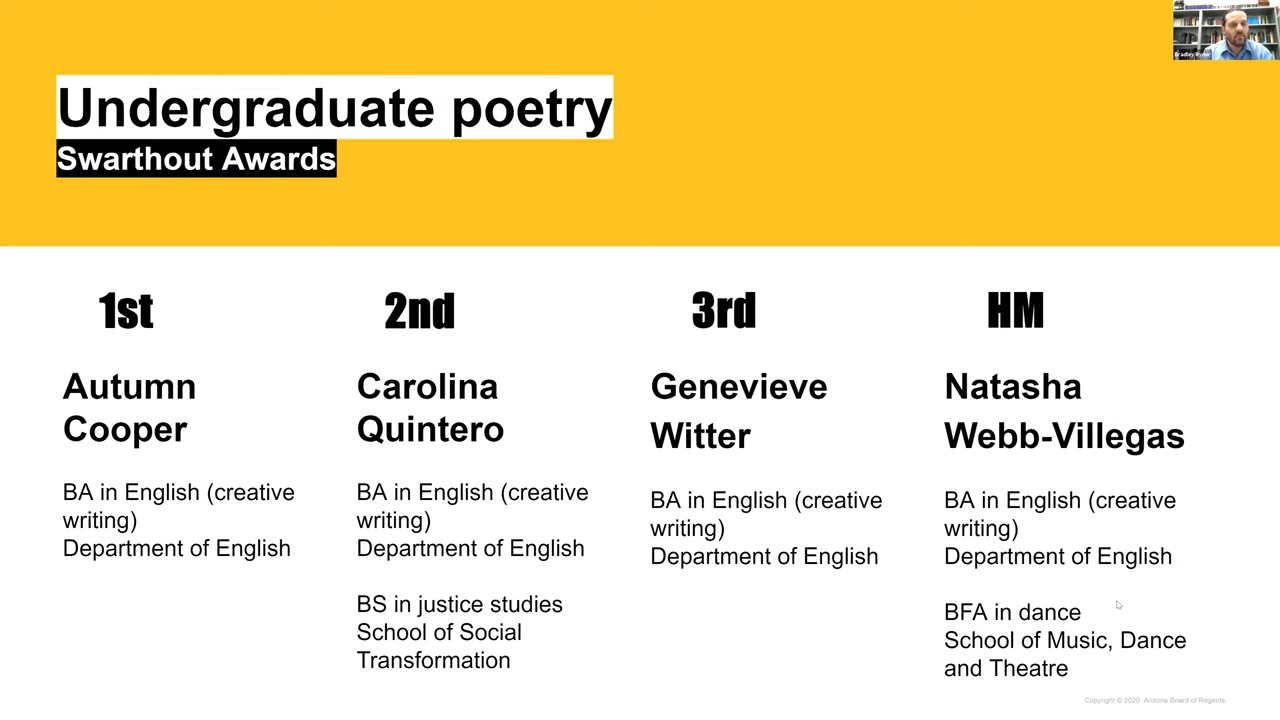 Undergraduate poetry
Swarthout Awards
1st
Autumn
Cooper
BA in English (creative
writing)
Department of English
2nd
Carolina
Quintero
BA in English (creative
writing)
Department of English
BS in justice studies
School of Social
Transformation
3rd
Genevieve
Witter
BA in English (creative
writing)
Department of English
HM
Natasha
Webb-Villegas
BA in English (creative
writing)
Department of English
BFA in dance
School of Music, Dance
and Theatre
Copyright © 2020 Arizona Board of Regents.
Bradley